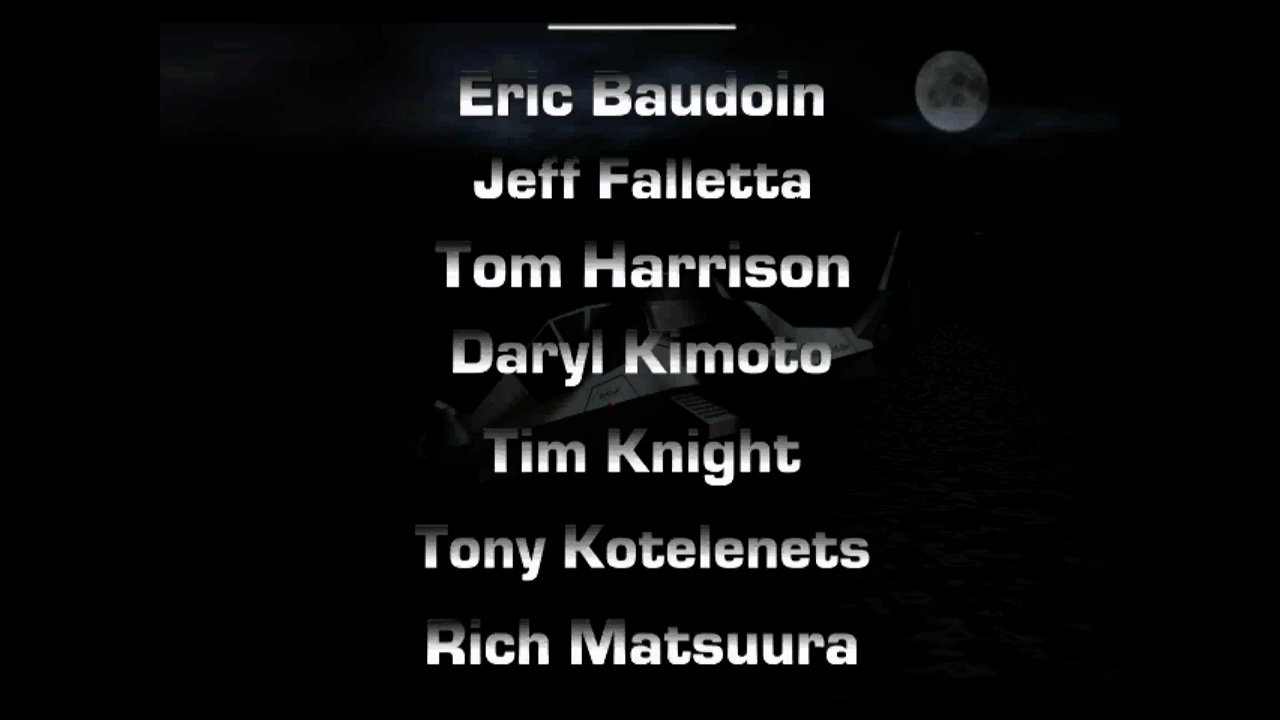 Eric Baudoin
Jeff Falletta
Tom Harrison
Daryl Kimoto
Tim Knight
Tony Kotelenets
Rich Matsuura